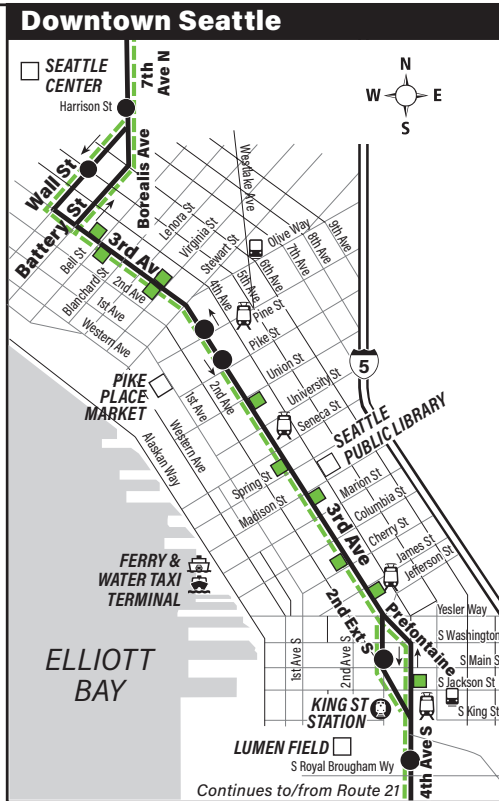 Downtown Seattle
SEATTLE
CENTER
7th
Ave N
Harrison St
N
W
E
S
Wall St
Borealis Ave
Battery St
Westlake Ave
Lenora St
Virginia St
Stewart St
Olive Way
9th Ave
8th Ave
7th Ave
6th Ave
5th Ave
4th Ave
3rd Ave
Bell St
Blanchard St
2nd Ave
1st Ave
Western Ave
Pine St
Pike St
5
Union St
University St
Seneca St
PIKE
PLACE
MARKET
1st Ave
2nd Ave
Western Ave
Alaskan Way
SEATTLE
PUBLIC LIBRARY
Spring St
Madison St
Marion St
Columbia St
Cherry St
James St
Jefferson St
3rd Ave
FERRY &
WATER TAXI
TERMINAL
Yesler Way
Prefontaine
S Washington
S Main S
S Jackson St
S King St
2nd Ext S
1st Ave S
2nd Ave S
ELLIOTT
BAY
KING ST
STATION
LUMEN FIELD
S Royal Brougham Wy
4th Ave S
Continues to/from Route 21